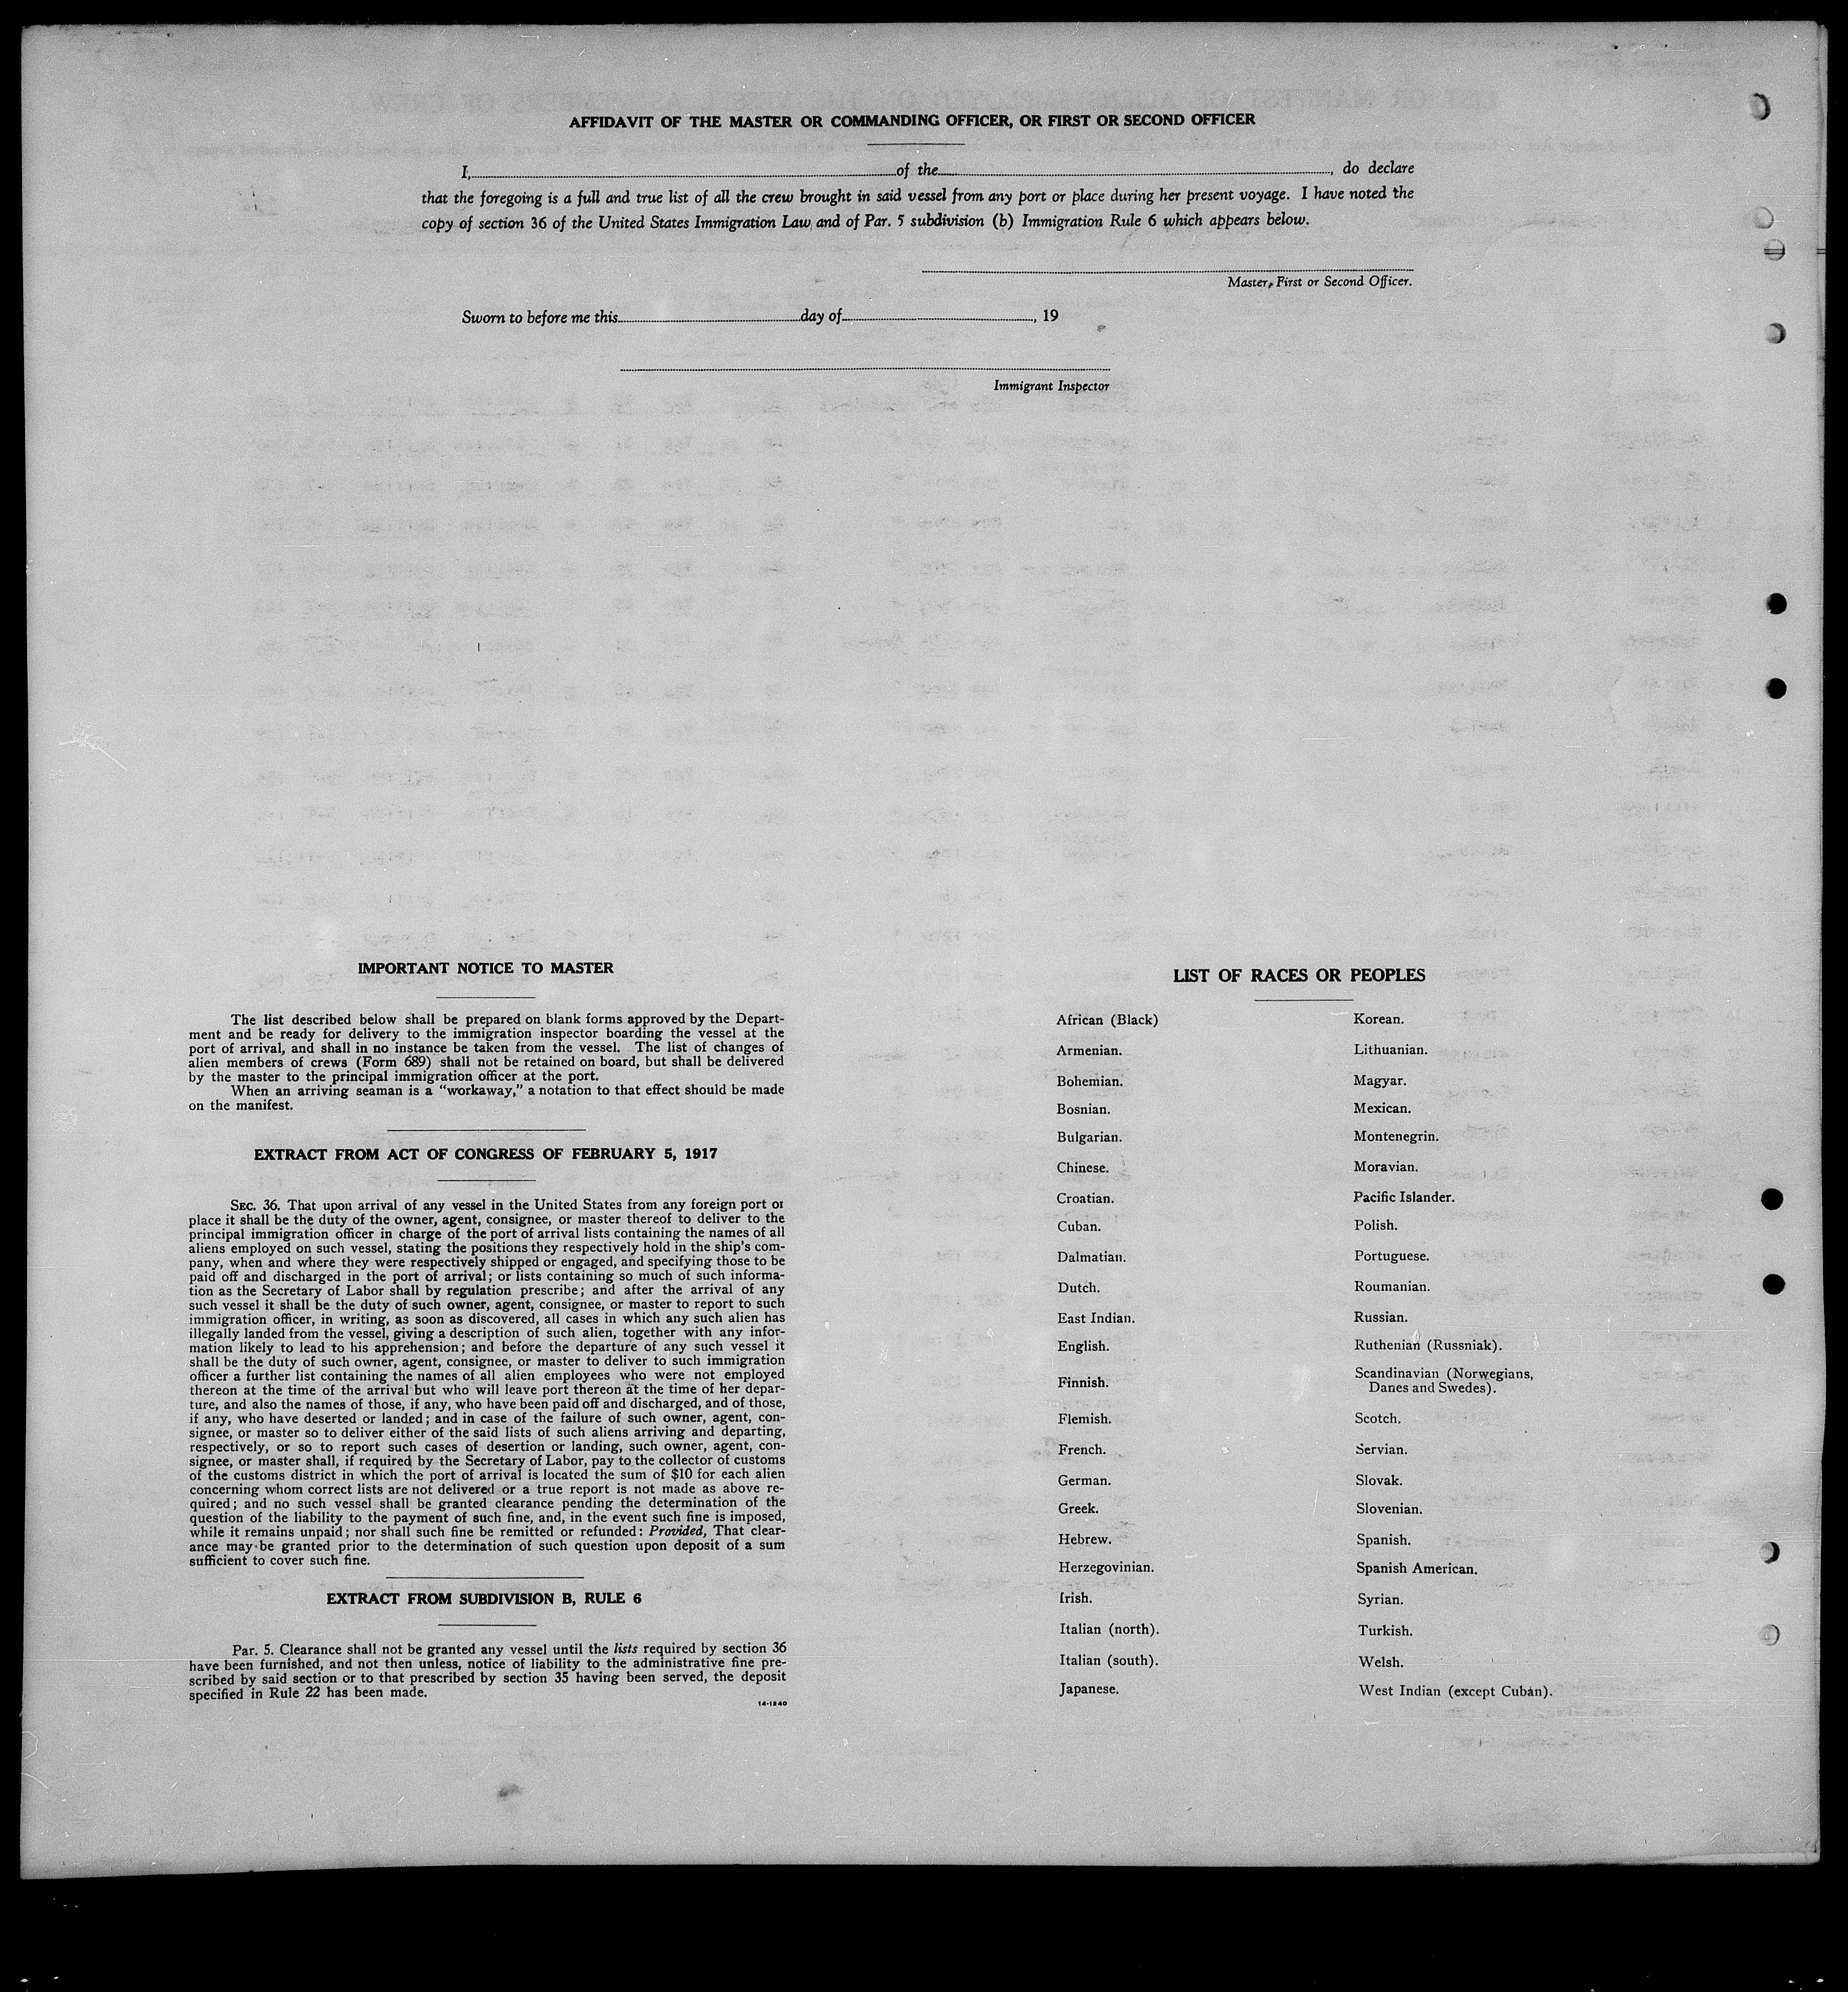 AFFIDAVIT OF THE MASTER OR COMMANDING OFFICER, OR FIRST OR SECOND OFFICER
I, of the , do declare
that the foregoing is a full and true list of all the crew brought in said vessel from any port or place during her present voyage. I have noted the
copy of section 36 of the United States Immigration Law and of Par. 5 subdivision (b) Immigration Rule 6 which appears below.
Master, First or Second Officer.
Sworn to before me this day of , 19
Immigrant Inspector
IMPORTANT NOTICE TO MASTER
The list described below shall be prepared on blank forms approved by the Depart-
ment and be ready for delivery to the immigration inspector boarding the vessel at the
port of arrival, and shall in no instance be taken from the vessel. The list of changes of
alien members of crews (Form 689) shall not be retained on board, but shall be delivered
by the master to the principal immigration officer at the port.
When an arriving seaman is a "workaway," a notation to that effect should be made
on the manifest.
EXTRACT FROM ACT OF CONGRESS OF FEBRUARY 5, 1917
SEC. 36. That upon arrival of any vessel in the United States from any foreign port or
place it shall be the duty of the owner, agent, consignee, or master thereof to deliver to the
principal immigration officer in charge of the port of arrival lists containing the names of all
aliens employed on such vessel, stating the positions they respectively hold in the ship's com-
pany, when and where they were respectively shipped or engaged, and specifying those to be
paid off and discharged in the port of arrival; or lists containing so much of such informa-
tion as the Secretary of Labor shall by regulation prescribe; and after the arrival of any
such vessel it shall be the duty of such owner, agent, consignee, or master to report to such
immigration officer, in writing, as soon as discovered, all cases in which any such alien has
illegally landed from the vessel, giving a description of such alien, together with any infor-
mation likely to lead to his apprehension; and before the departure of any such vessel it
shall be the duty of such owner, agent, consignee, or master to deliver to such immigration
officer a further list containing the names of all alien employees who were not employed
thereon at the time of the arrival but who will leave port thereon at the time of her depar-
ture, and also the names of those, if any, who have been paid off and discharged, and of those,
if any, who have deserted or landed; and in case of the failure of such owner, agent, con-
signee, or master so to deliver either of the said lists of such aliens arriving and departing,
respectively, or so to report such cases of desertion or landing, such owner, agent, con-
signee, or master shall, if required by the Secretary of Labor, pay to the collector of customs
of the customs district in which the port of arrival is located the sum of $10 for each alien
concerning whom correct lists are not delivered or a true report is not made as above re-
quired; and no such vessel shall be granted clearance pending the determination of the
question of the liability to the payment of such fine, and, in the event such fine is imposed,
while it remains unpaid; nor shall such fine be remitted or refunded: Provided, That clear-
ance may be granted prior to the determination of such question upon deposit of a sum
sufficient to cover such fine.
EXTRACT FROM SUBDIVISION B, RULE 6
Par. 5. Clearance shall not be granted any vessel until the lists required by section 36
have been furnished, and not then unless, notice of liability to the administrative fine pre-
scribed by said section or to that prescribed by section 35 having been served, the deposit
specified in Rule 22 has been made.
14-1240
LIST OF RACES OR PEOPLES
African (Black)
Armenian.
Bohemian.
Bosnian.
Bulgarian.
Chinese.
Croatian.
Cuban.
Dalmatian.
Dutch.
East Indian.
English.
Finnish.
Flemish.
French.
German.
Greek.
Hebrew.
Herzegovinian.
Irish.
Italian (north).
Italian (south).
Japanese.
Korean.
Lithuanian.
Magyar.
Mexican.
Montenegrin.
Moravian.
Pacific Islander.
Polish.
Portuguese.
Roumanian.
Russian.
Ruthenian (Russniak).
Scandinavian (Norwegians,
Danes and Swedes).
Scotch.
Servian.
Slovak.
Slovenian.
Spanish.
Spanish American.
Syrian.
Turkish.
Welsh.
West Indian (except Cuban).